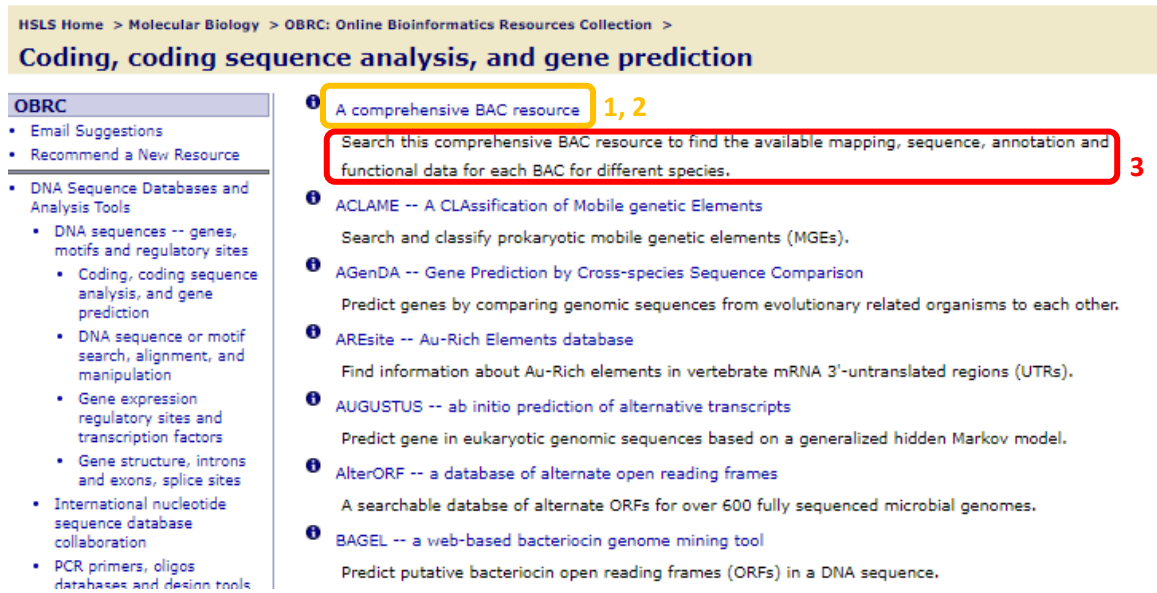 HSLS Home > Molecular Biology > OBRC: Online Bioinformatics Resources Collection >
Coding, coding sequence analysis, and gene prediction
OBRC
• Email Suggestions
• Recommend a New Resource
• DNA Sequence Databases and
Analysis Tools
• DNA sequences -- genes,
motifs and regulatory sites
• Coding, coding sequence
analysis, and gene
prediction
• DNA sequence or motif
search, alignment, and
manipulation
• Gene expression
regulatory sites and
transcription factors
• Gene structure, introns
and exons, splice sites
• International nucleotide
sequence database
collaboration
• PCR primers, oligos
databases and design tools
A comprehensive BAC resource 1, 2
Search this comprehensive BAC resource to find the available mapping, sequence, annotation and
functional data for each BAC for different species.
3
ACLAME -- A CLAssification of Mobile genetic Elements
Search and classify prokaryotic mobile genetic elements (MGEs).
AGenDA -- Gene Prediction by Cross-species Sequence Comparison
Predict genes by comparing genomic sequences from evolutionary related organisms to each other.
AREsite -- Au-Rich Elements database
Find information about Au-Rich elements in vertebrate mRNA 3'-untranslated regions (UTRs).
AUGUSTUS -- ab initio prediction of alternative transcripts
Predict gene in eukaryotic genomic sequences based on a generalized hidden Markov model.
AlterORF -- a database of alternate open reading frames
A searchable databse of alternate ORFs for over 600 fully sequenced microbial genomes.
BAGEL -- a web-based bacteriocin genome mining tool
Predict putative bacteriocin open reading frames (ORFs) in a DNA sequence.